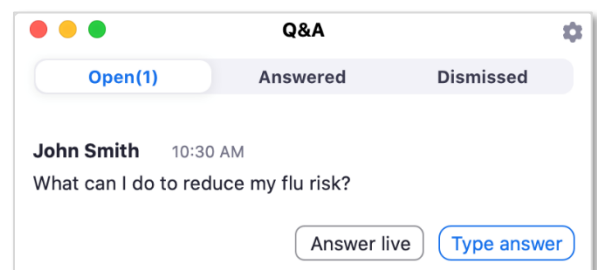 Q&A
Open(1) Answered Dismissed
John Smith 10:30 AM
What can I do to reduce my flu risk?
Answer live Type answer